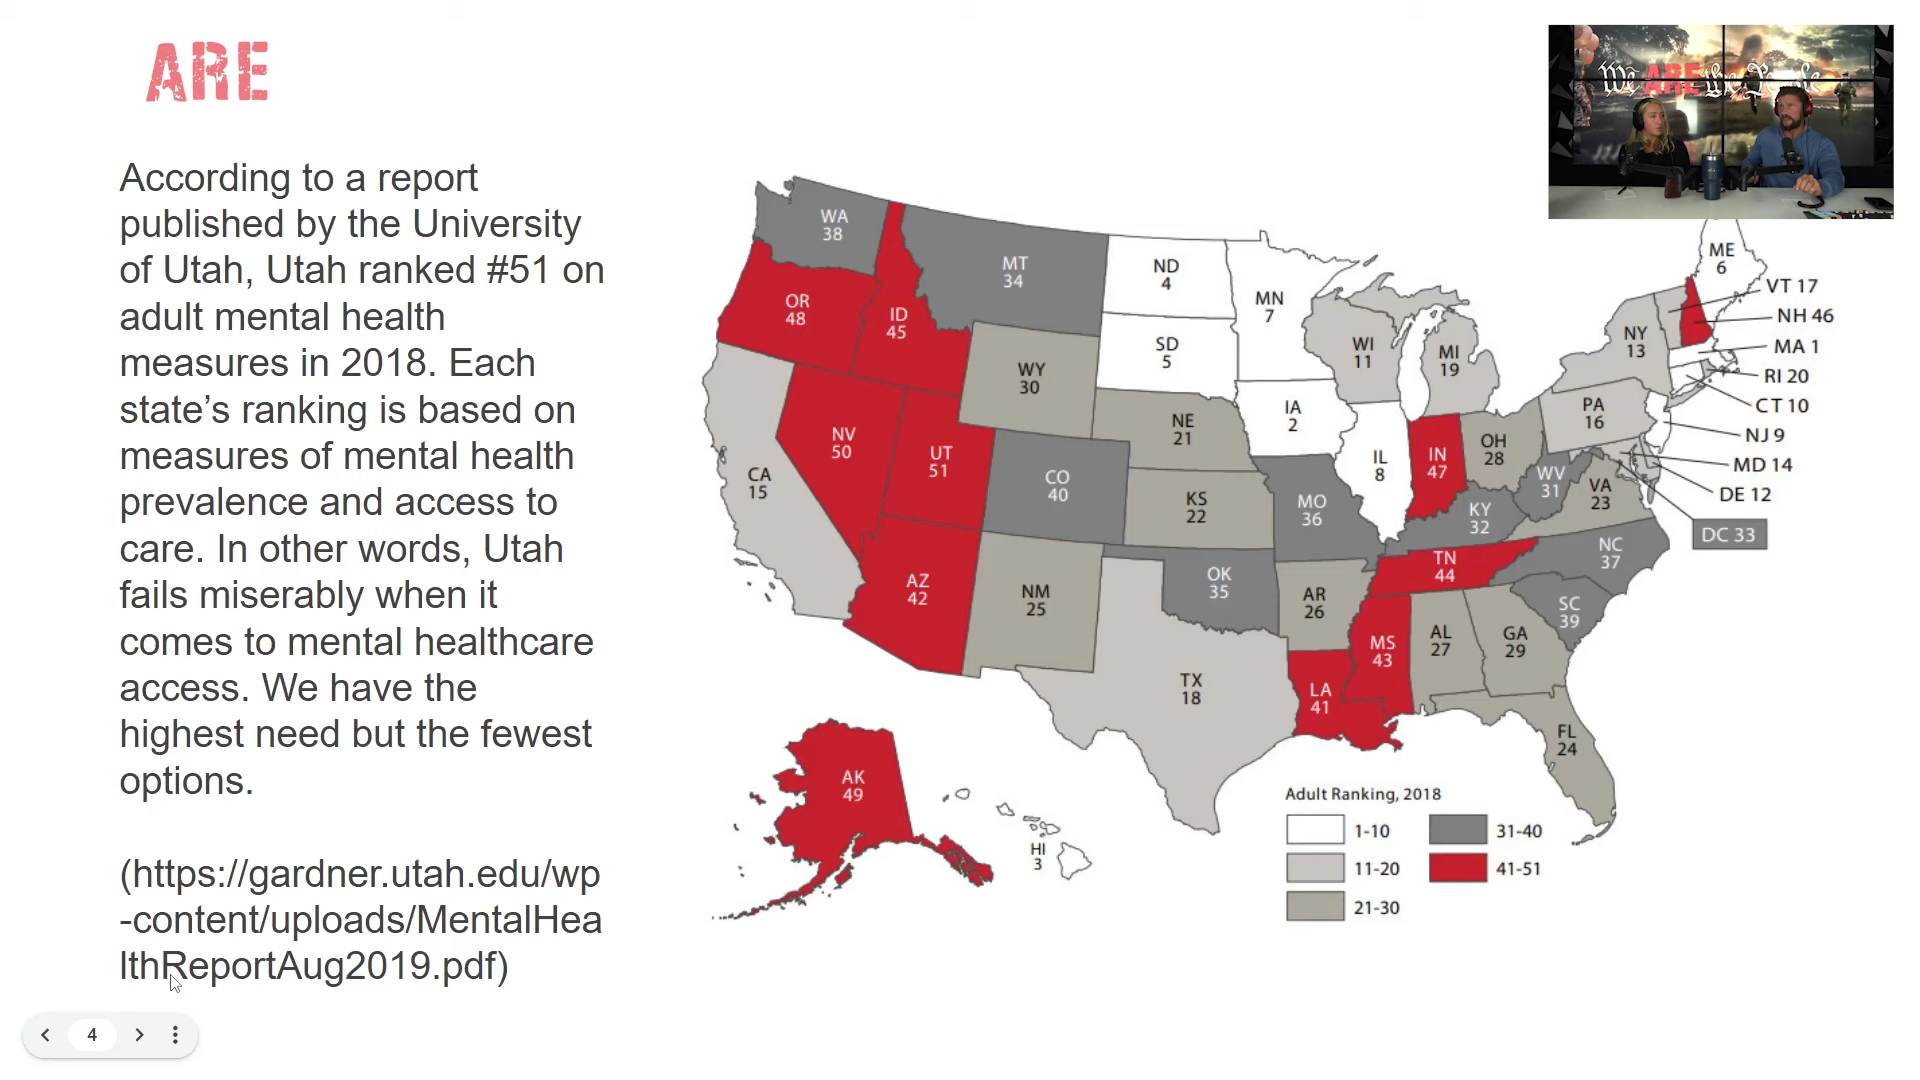 ARE
We ARE the People
According to a report
published by the University
of Utah, Utah ranked #51 on
adult mental health
measures in 2018. Each
state’s ranking is based on
measures of mental health
prevalence and access to
care. In other words, Utah
fails miserably when it
comes to mental healthcare
access. We have the
highest need but the fewest
options.
(https://gardner.utah.edu/wp
-content/uploads/MentalHea
lthReportAug2019.pdf)
4
WA
38
MT
34
ND
4
MN
7
ME
6
VT 17
NH 46
MA 1
RI 20
CT 10
NJ 9
MD 14
DE 12
DC 33
OR
48
ID
45
WY
30
SD
5
WI
11
MI
19
NY
13
PA
16
NV
50
UT
51
CO
40
NE
21
IA
2
IL
8
IN
47
OH
28
WV
31
VA
23
CA
15
KS
22
MO
36
KY
32
NC
37
TN
44
SC
39
AZ
42
NM
25
OK
35
AR
26
MS
43
AL
27
GA
29
TX
18
LA
41
FL
24
AK
49
HI
3
Adult Ranking, 2018
1-10
31-40
11-20
41-51
21-30